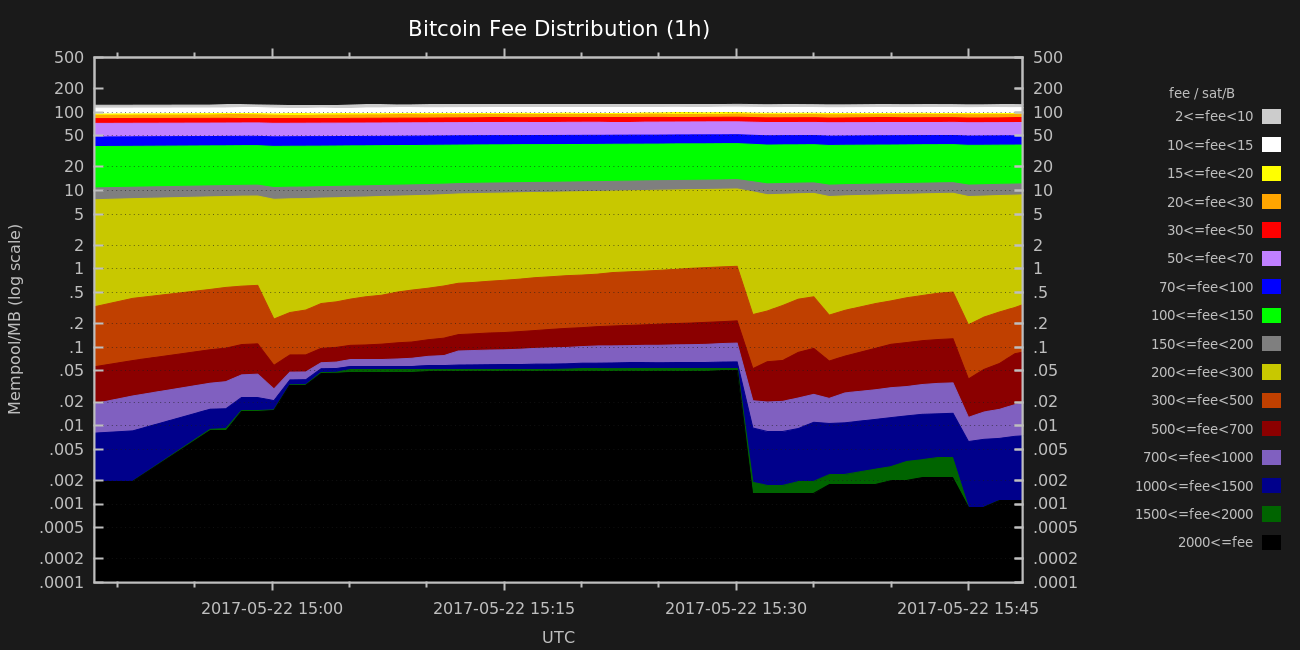 Bitcoin Fee Distribution (1h)
500
200
100
50
20
10
5
2
1
.5
.2
.1
.05
.02
.01
.005
.002
.001
.0005
.0002
.0001
Mempool/MB (log scale)
500
200
100
50
20
10
5
2
1
.5
.2
.1
.05
.02
.01
.005
.002
.001
.0005
.0002
.0001
2017-05-22 15:00
2017-05-22 15:15
2017-05-22 15:30
2017-05-22 15:45
UTC
fee / sat/B
2<=fee<10
10<=fee<15
15<=fee<20
20<=fee<30
30<=fee<50
50<=fee<70
70<=fee<100
100<=fee<150
150<=fee<200
200<=fee<300
300<=fee<500
500<=fee<700
700<=fee<1000
1000<=fee<1500
1500<=fee<2000
2000<=fee